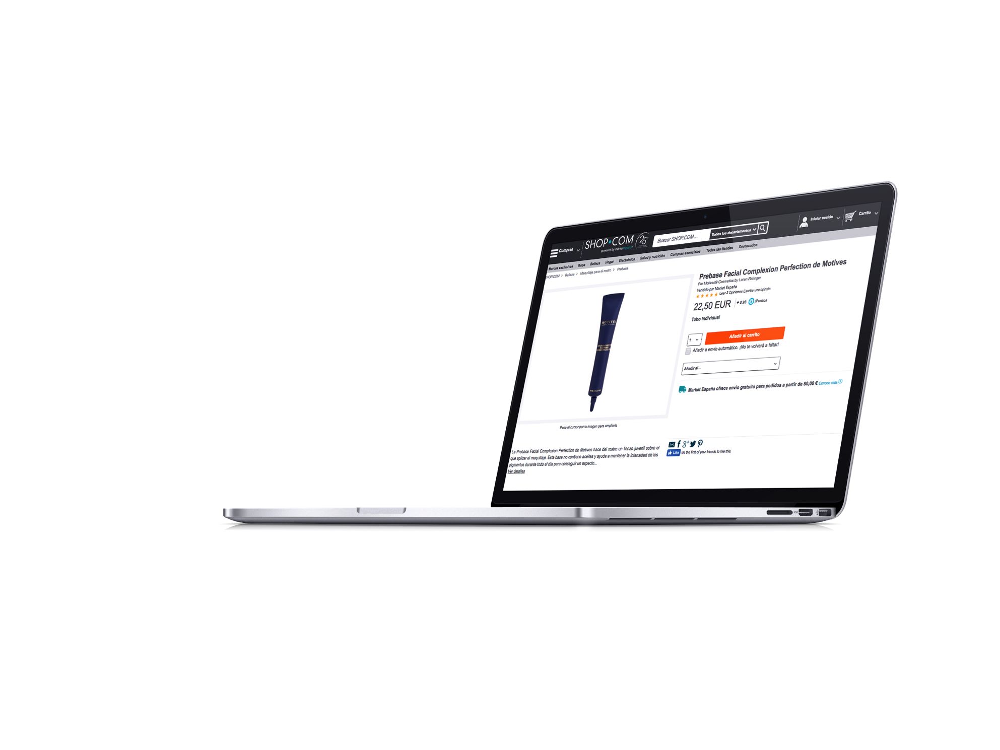 Compras
SHOP•COM
powered by marketespaña
25
Buscar SHOP.COM...
Todos los departamentos
Iniciar sesión
Carrito
Marcas exclusivas Ropa Belleza Hogar Electrónica Salud y nutrición Compras esenciales Todas las tiendas Destacados
SHOP.COM > Belleza > Maquillaje para el rostro > Prebase
MOTIVES
Pasa el cursor por la imagen para ampliarla
Prebase Facial Complexion Perfection de Motives
Por Motives® Cosmetics by Loren Ridinger
Vendido por Market España
Leer 2 Opiniones Escribe una opinión
22,50 EUR + 0.93 ¡Puntos
Tubo Individual
1 Añadir al carrito
Añadir a envío automático. ¡No te volverá a faltar!
Añadir al...
Market España ofrece envío gratuito para pedidos a partir de 80,00 € Conoce más
La Prebase Facial Complexion Perfection de Motives hace del rostro un lienzo juvenil sobre el
que aplicar el maquillaje. Esta base no contiene aceites y ayuda a mantener la intensidad de los
pigmentos durante todo el día para conseguir un aspecto...
Ver detalles
Like Be the first of your friends to like this.